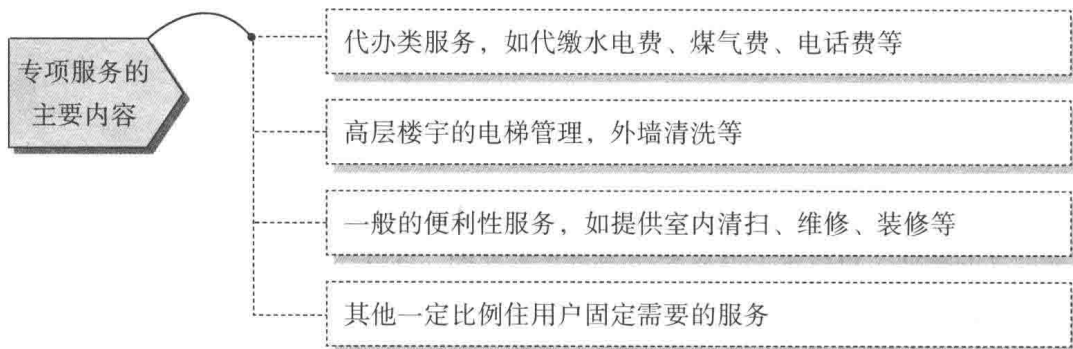 专项服务的
主要内容
代办类服务，如代缴水电费、煤气费、电话费等
高层楼宇的电梯管理，外墙清洗等
一般的便利性服务，如提供室内清扫、维修、装修等
其他一定比例住用户固定需要的服务